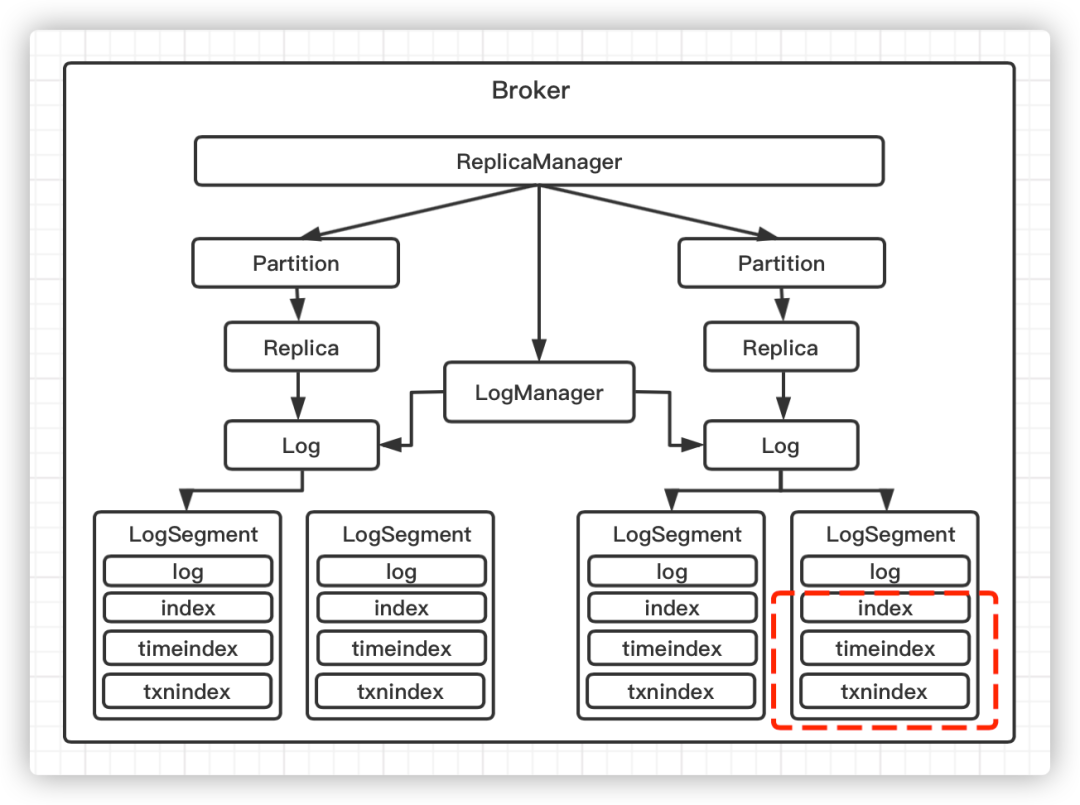 Broker
ReplicaManager
Partition
Partition
Replica
Replica
LogManager
Log
Log
LogSegment
log
index
timeindex
txnindex
LogSegment
log
index
timeindex
txnindex
LogSegment
log
index
timeindex
txnindex
LogSegment
log
index
timeindex
txnindex